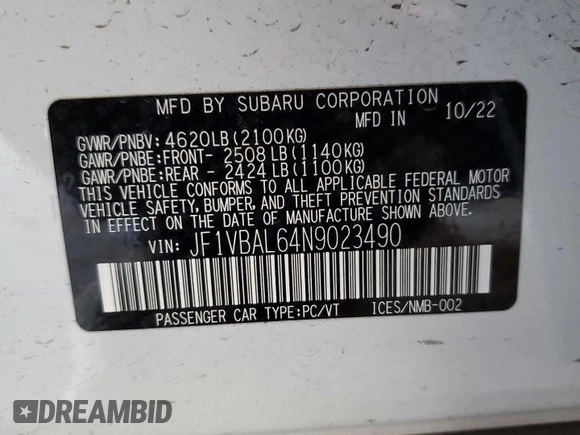 MFD BY SUBARU CORPORATION
MFD IN 10/22
GVWR/PNBV: 4620LB(2100KG)
GAWR/PNBE:FRONT- 2508LB(1140KG)
GAWR/PNBE:REAR - 2424LB(1100KG)
THIS VEHICLE CONFORMS TO ALL APPLICABLE FEDERAL MOTOR
VEHICLE SAFETY, BUMPER, AND THEFT PREVENTION STANDARDS
IN EFFECT ON THE DATE OF MANUFACTURE SHOWN ABOVE.
VIN: JF1VBAL64N9023490
PASSENGER CAR TYPE:PC/VT ICES/NMB-002
DREAMBID